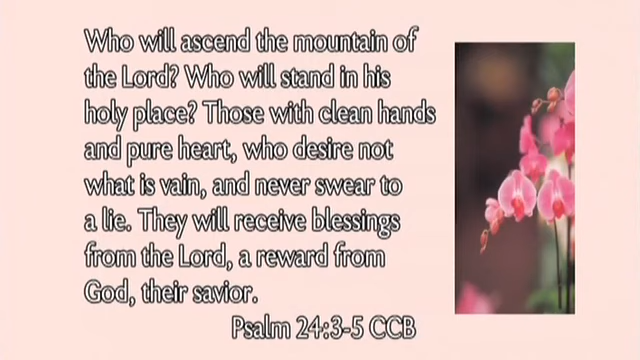 Who will ascend the mountain of
the Lord? Who will stand in his
holy place? Those with clean hands
and pure heart, who desire not
what is vain, and never swear to
a lie. They will receive blessings
from the Lord, a reward from
God, their savior.
Psalm 24:3-5 CCB